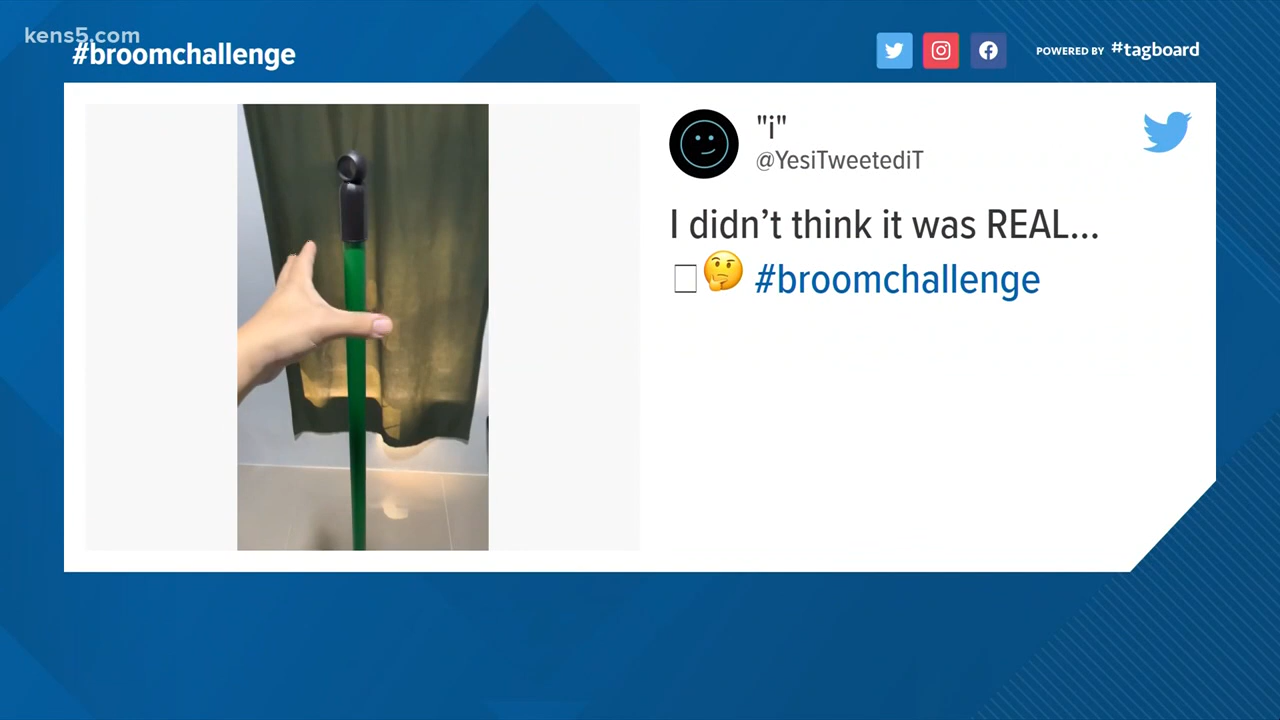 kens5.com
#broomchallenge
POWERED BY #tagboard
"i"
@YesiTweetediT
I didn’t think it was REAL...
🤔 #broomchallenge